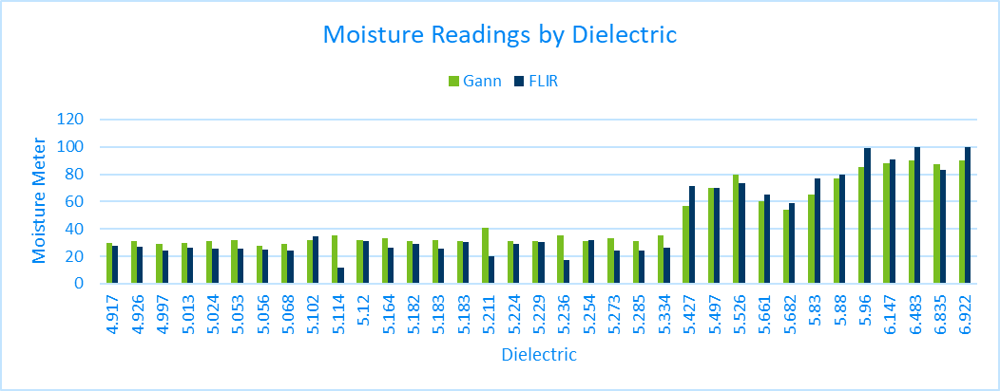 Moisture Readings by Dielectric
Gann FLIR
Moisture Meter
120
100
80
60
40
20
0
4.917 4.926 4.997 5.013 5.024 5.053 5.056 5.068 5.102 5.114 5.12 5.164 5.182 5.183 5.183 5.211 5.224 5.229 5.236 5.254 5.273 5.285 5.334 5.427 5.497 5.526 5.661 5.682 5.83 5.88 5.96 6.147 6.483 6.835 6.922
Dielectric